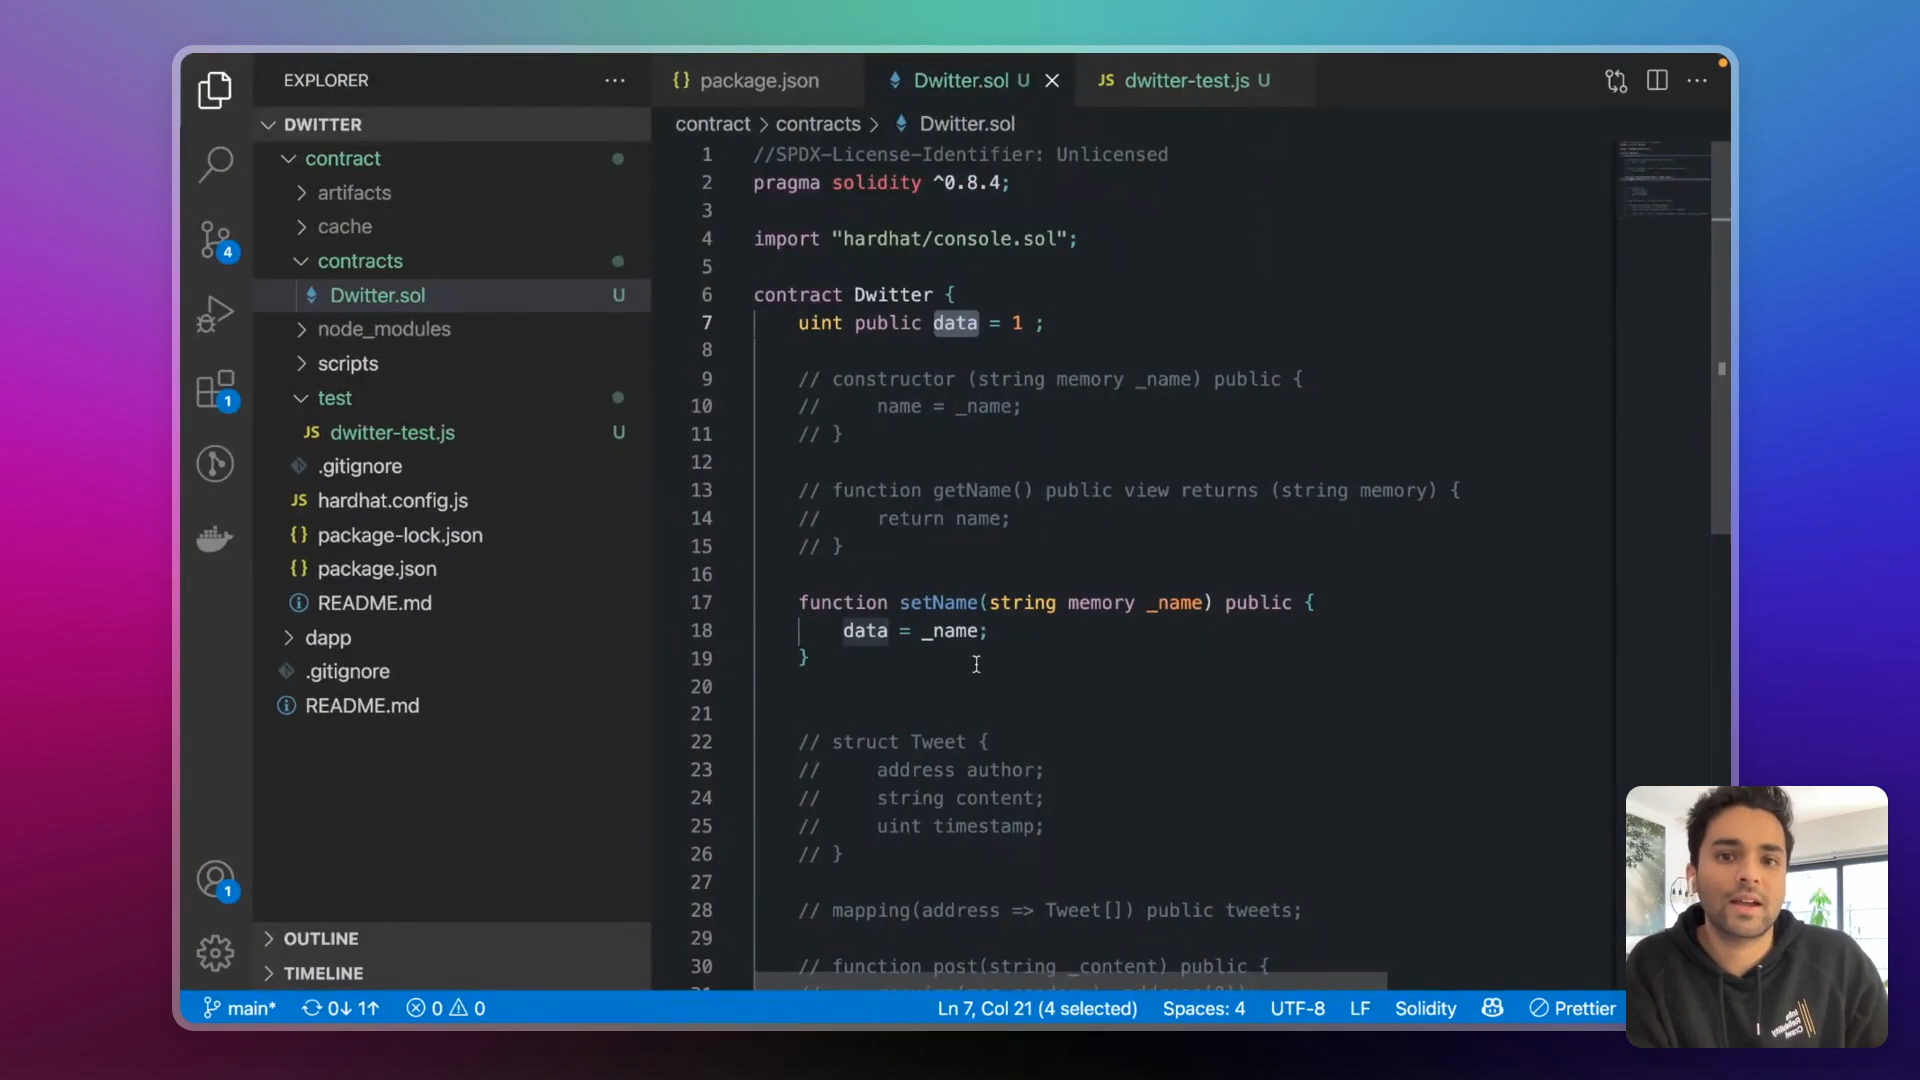 EXPLORER
DWITTER
contract
artifacts
cache
contracts
Dwitter.sol U
node_modules
scripts
test
JS dwitter-test.js U
.gitignore
JS hardhat.config.js
{} package-lock.json
{} package.json
README.md
dapp
.gitignore
README.md
OUTLINE
TIMELINE
4
1
1
{} package.json
Dwitter.sol U
JS dwitter-test.js U
contract > contracts > Dwitter.sol
1 //SPDX-License-Identifier: Unlicensed
2 pragma solidity ^0.8.4;
3
4 import "hardhat/console.sol";
5
6 contract Dwitter {
7 uint public data = 1 ;
8
9 // constructor (string memory _name) public {
10 // name = _name;
11 // }
12
13 // function getName() public view returns (string memory) {
14 // return name;
15 // }
16
17 function setName(string memory _name) public {
18 data = _name;
19 }
20
21
22 // struct Tweet {
23 // address author;
24 // string content;
25 // uint timestamp;
26 // }
27
28 // mapping(address => Tweet[]) public tweets;
29
30 // function post(string _content) public {
main* 0↓ 1↑ 0 0 Ln 7, Col 21 (4 selected) Spaces: 4 UTF-8 LF Solidity Prettier